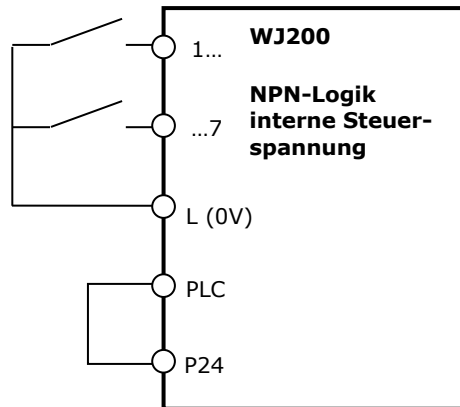 WJ200
1...
NPN-Logik
interne Steuer-
spannung
...7
L (0V)
PLC
P24